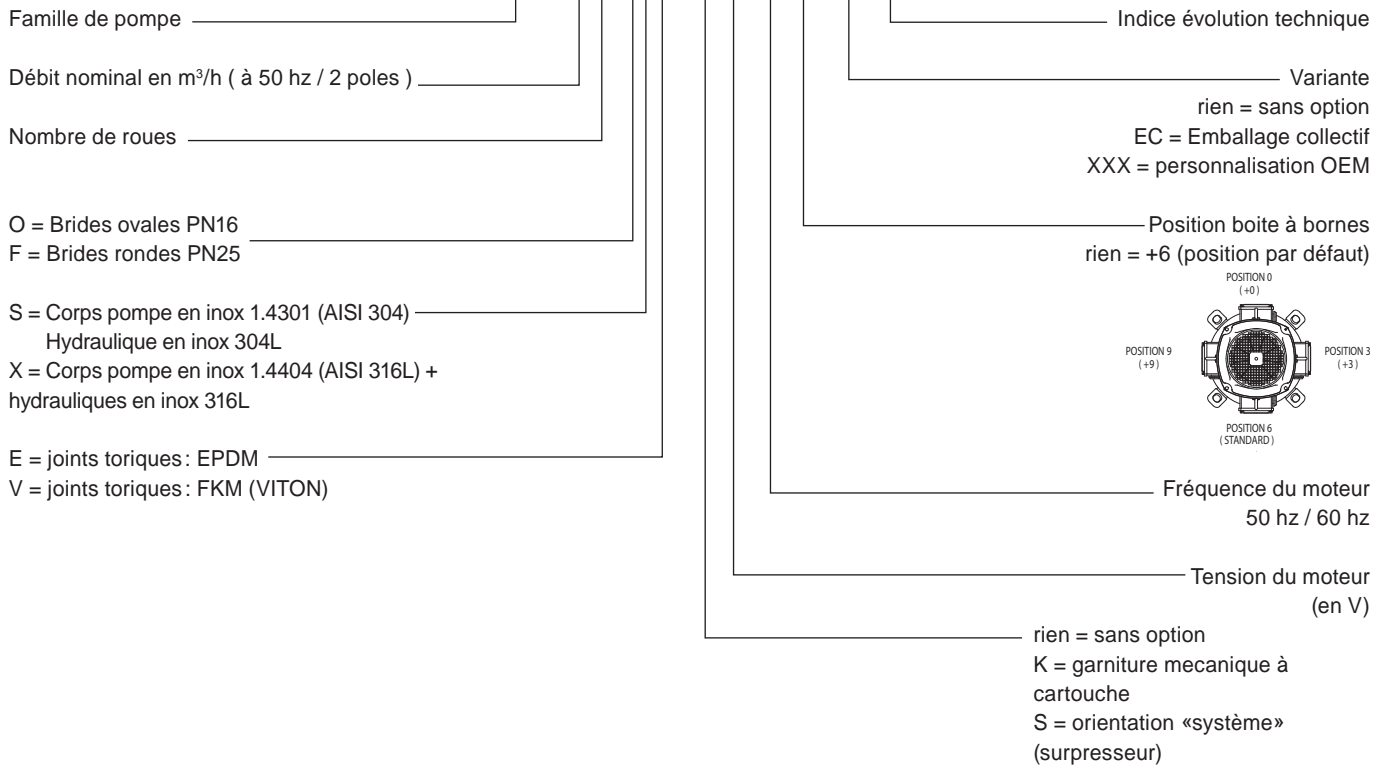 Famille de pompe
Débit nominal en m³/h ( à 50 hz / 2 poles )
Nombre de roues
O = Brides ovales PN16
F = Brides rondes PN25
S = Corps pompe en inox 1.4301 (AISI 304)
Hydraulique en inox 304L
X = Corps pompe en inox 1.4404 (AISI 316L) +
hydrauliques en inox 316L
E = joints toriques : EPDM
V = joints toriques : FKM (VITON)
Indice évolution technique
Variante
rien = sans option
EC = Emballage collectif
XXX = personnalisation OEM
Position boite à bornes
rien = +6 (position par défaut)
POSITION 0
( +0 )
POSITION 9
( +9 )
POSITION 3
( +3 )
POSITION 6
( STANDARD )
Fréquence du moteur
50 hz / 60 hz
Tension du moteur
(en V)
rien = sans option
K = garniture mecanique à
cartouche
S = orientation «système»
(surpresseur)